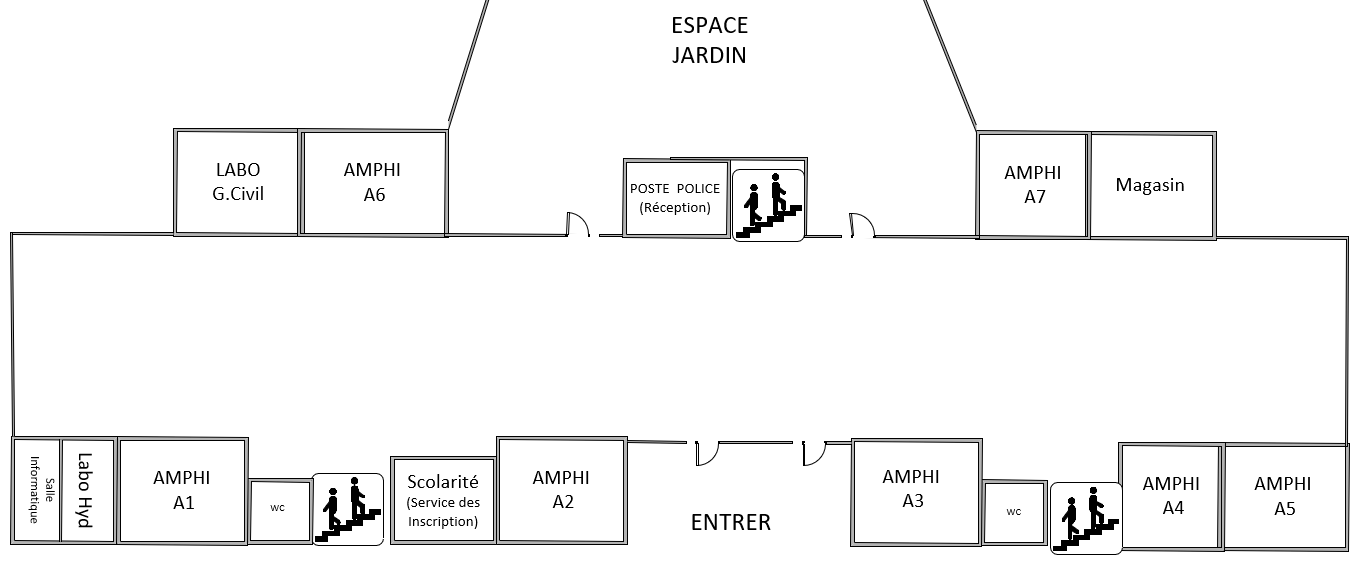 ESPACE
JARDIN
LABO
G.Civil
AMPHI
A6
POSTE POLICE
(Réception)
AMPHI
A7
Magasin
Salle
Informatique
Labo Hyd
AMPHI
A1
wc
Scolarité
(Service des
Inscription)
AMPHI
A2
ENTRER
AMPHI
A3
wc
AMPHI
A4
AMPHI
A5